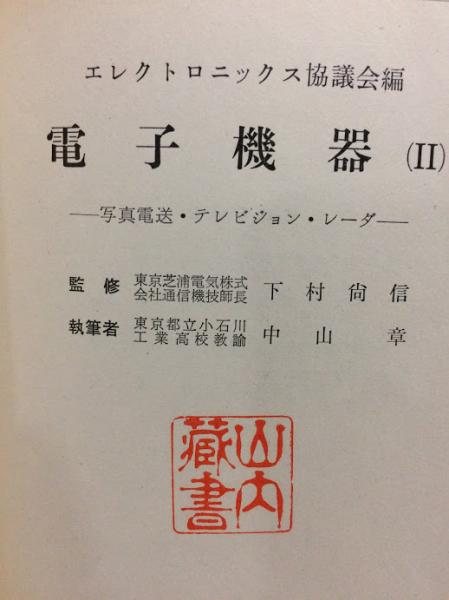 エレクトロニックス協議会編
電子機器(II)
―写真電送・テレビジョン・レーダ―
監修 東京芝浦電気株式会社通信機技師長 下村尚信
執筆者 東京都立小石川工業高校教諭 中山章
山内蔵書